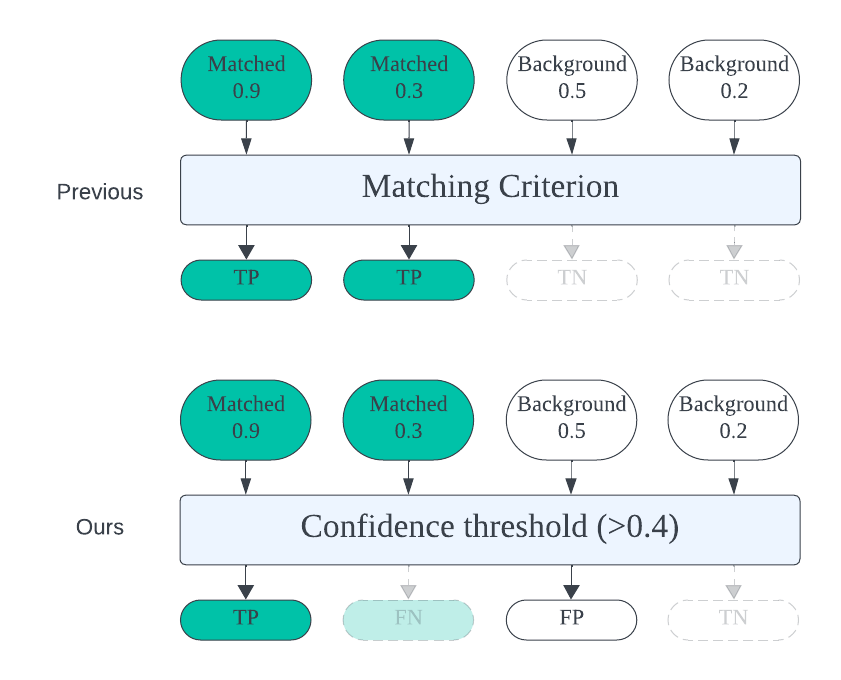 Matched
0.9
Matched
0.3
Background
0.5
Background
0.2
Previous
Matching Criterion
TP
TP
TN
TN
Matched
0.9
Matched
0.3
Background
0.5
Background
0.2
Ours
Confidence threshold (>0.4)
TP
FN
FP
TN